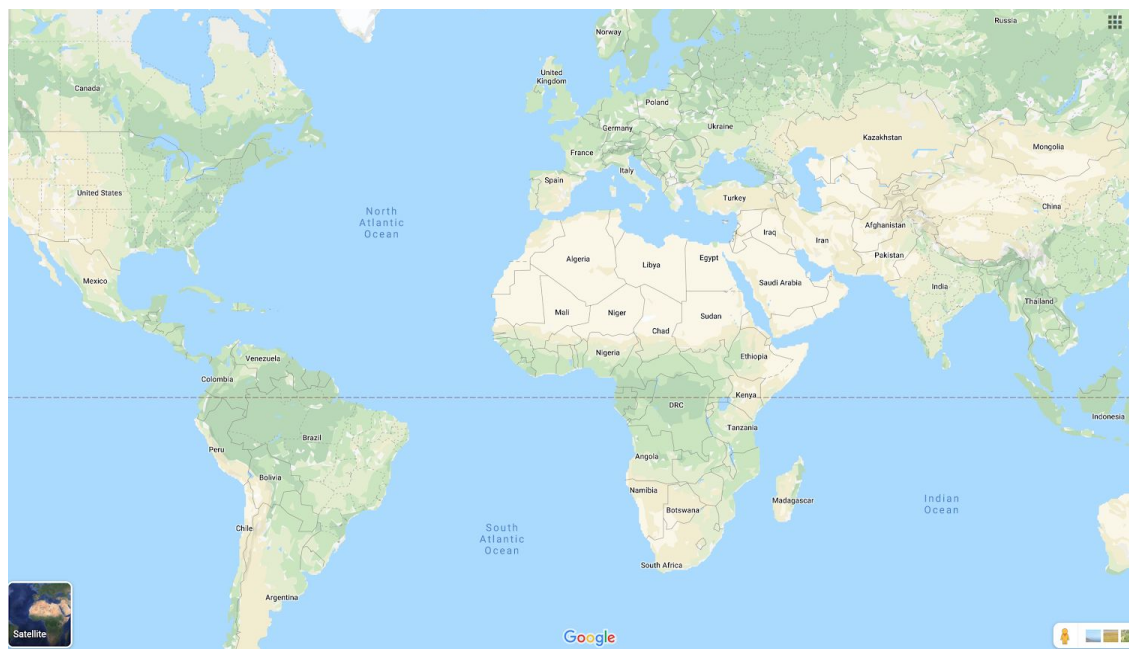 Russia
Norway
Canada
United
Kingdom
Poland
Germany
Ukraine
Kazakhstan
France
Mongolia
Italy
Spain
United States
Turkey
China
North
Atlantic
Ocean
Afghanistan
Iraq
Iran
Pakistan
Egypt
Algeria
Libya
Mexico
Saudi Arabia
India
Thailand
Mali
Niger
Sudan
Chad
Nigeria
Ethiopia
Venezuela
Colombia
Kenya
DRC
Indonesia
Tanzania
Brazil
Peru
Angola
Bolivia
Namibia
Madagascar
Indian
Ocean
Botswana
Chile
South
Atlantic
Ocean
South Africa
Argentina
Satellite
Google